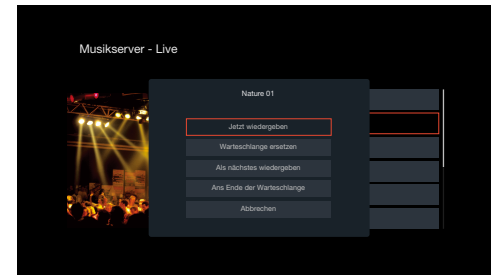 Musikserver - Live
Nature 01
Jetzt wiedergeben
Warteschlange ersetzen
Als nächstes wiedergeben
Ans Ende der Warteschlange
Abbrechen